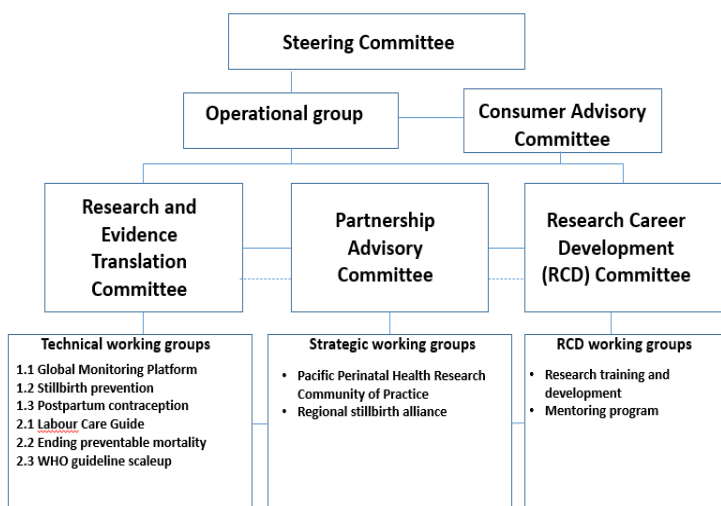 Steering Committee
Operational group
Consumer Advisory
Committee
Research and
Evidence
Translation
Committee
Partnership
Advisory
Committee
Research Career
Development
(RCD) Committee
Technical working groups
1.1 Global Monitoring Platform
1.2 Stillbirth prevention
1.3 Postpartum contraception
2.1 Labour Care Guide
2.2 Ending preventable mortality
2.3 WHO guideline scaleup
Strategic working groups
• Pacific Perinatal Health Research
Community of Practice
• Regional stillbirth alliance
RCD working groups
• Research training and
development
• Mentoring program